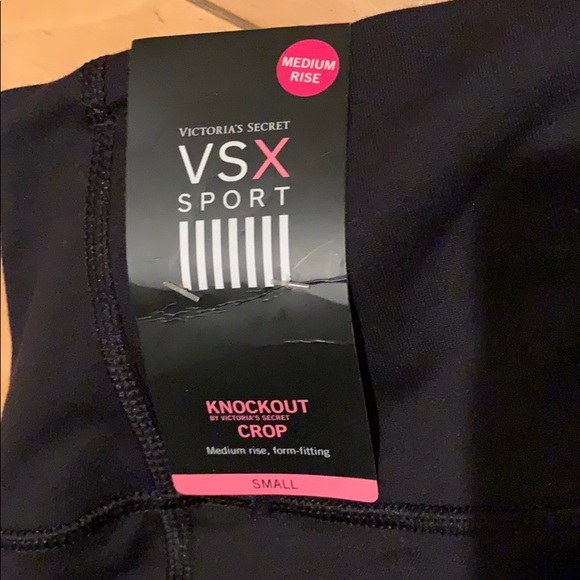 MEDIUM
RISE
VICTORIA'S SECRET
VSX
SPORT
KNOCKOUT
BY VICTORIA'S SECRET
CROP
Medium rise, form-fitting
SMALL